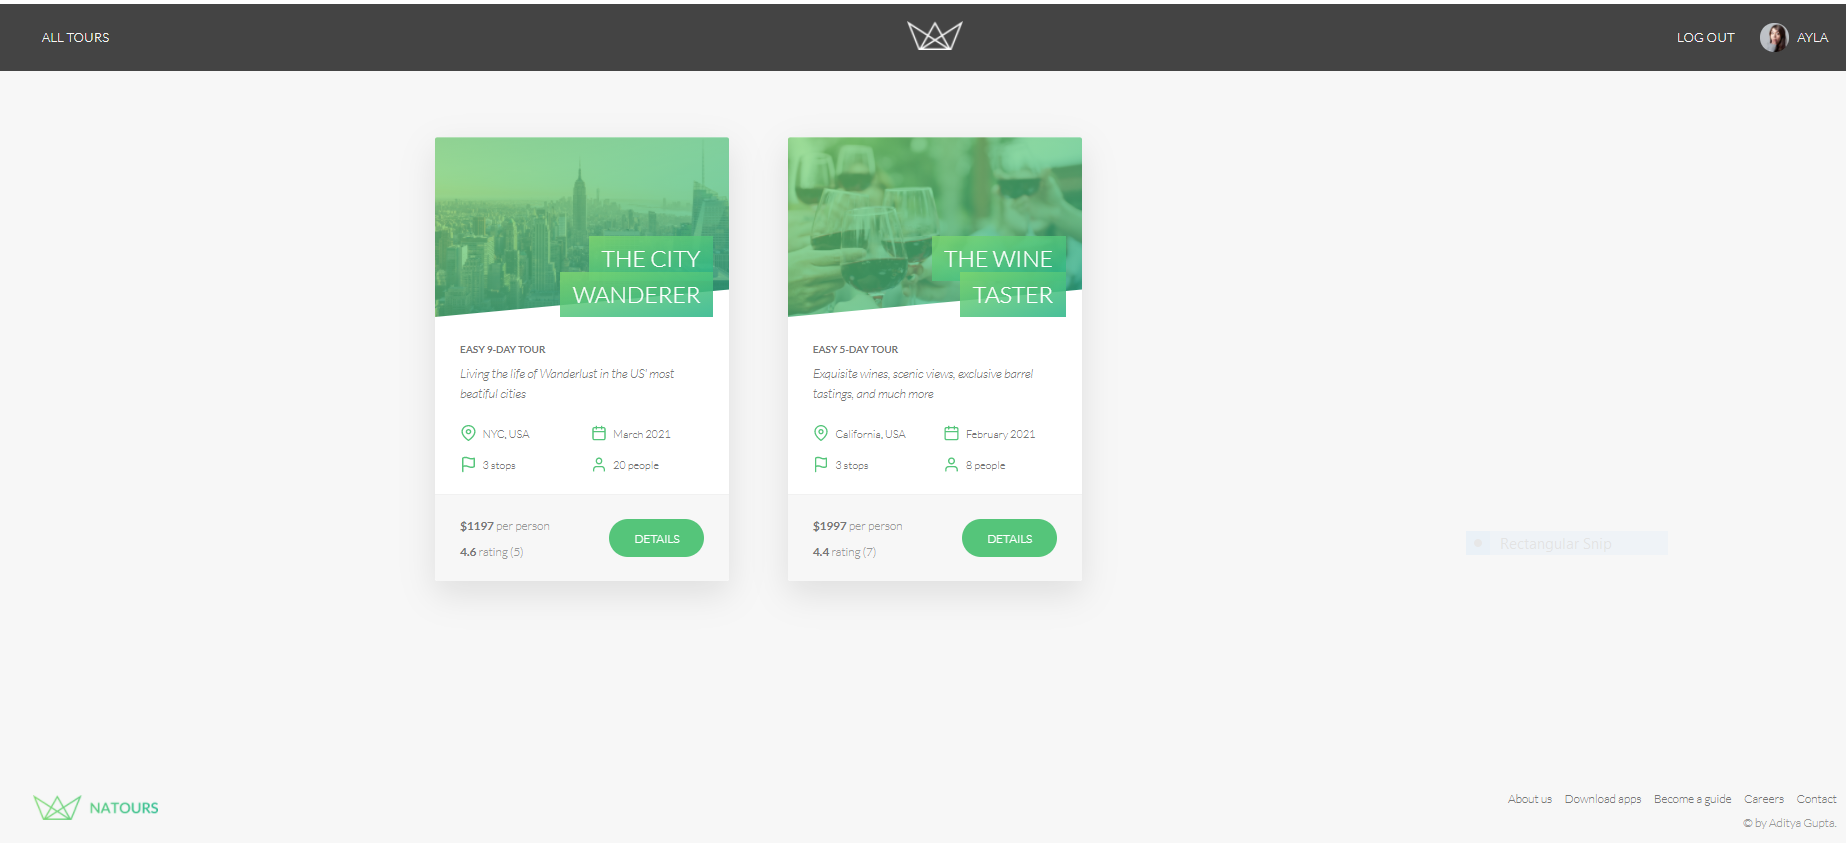 ALL TOURS
LOG OUT
AYLA
THE CITY
WANDERER
EASY 9-DAY TOUR
Living the life of Wanderlust in the US' most
beatiful cities
NYC, USA
March 2021
3 stops
20 people
$1197 per person
4.6 rating (5)
DETAILS
THE WINE
TASTER
EASY 5-DAY TOUR
Exquisite wines, scenic views, exclusive barrel
tastings, and much more
California, USA
February 2021
3 stops
8 people
$1997 per person
4.4 rating (7)
DETAILS
Rectangular Snip
NATOURS
About us
Download apps
Become a guide
Careers
Contact
© by Aditya Gupta.